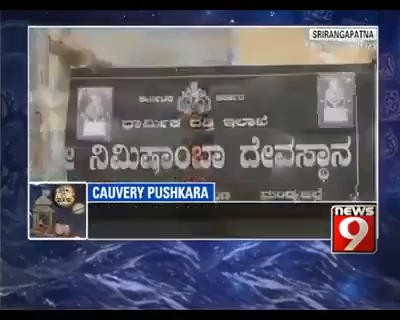 SRIRANGAPATNA
ಕರ್ನಾಟಕ ಸರ್ಕಾರ
ಧಾರ್ಮಿಕ ದತ್ತಿ ಇಲಾಖೆ
ನಿಮಿಷಾಂಬಾ ದೇವಸ್ಥಾನ
CAUVERY PUSHKARA
ಮಂಡ್ಯ ಜಿಲ್ಲೆ
news
9